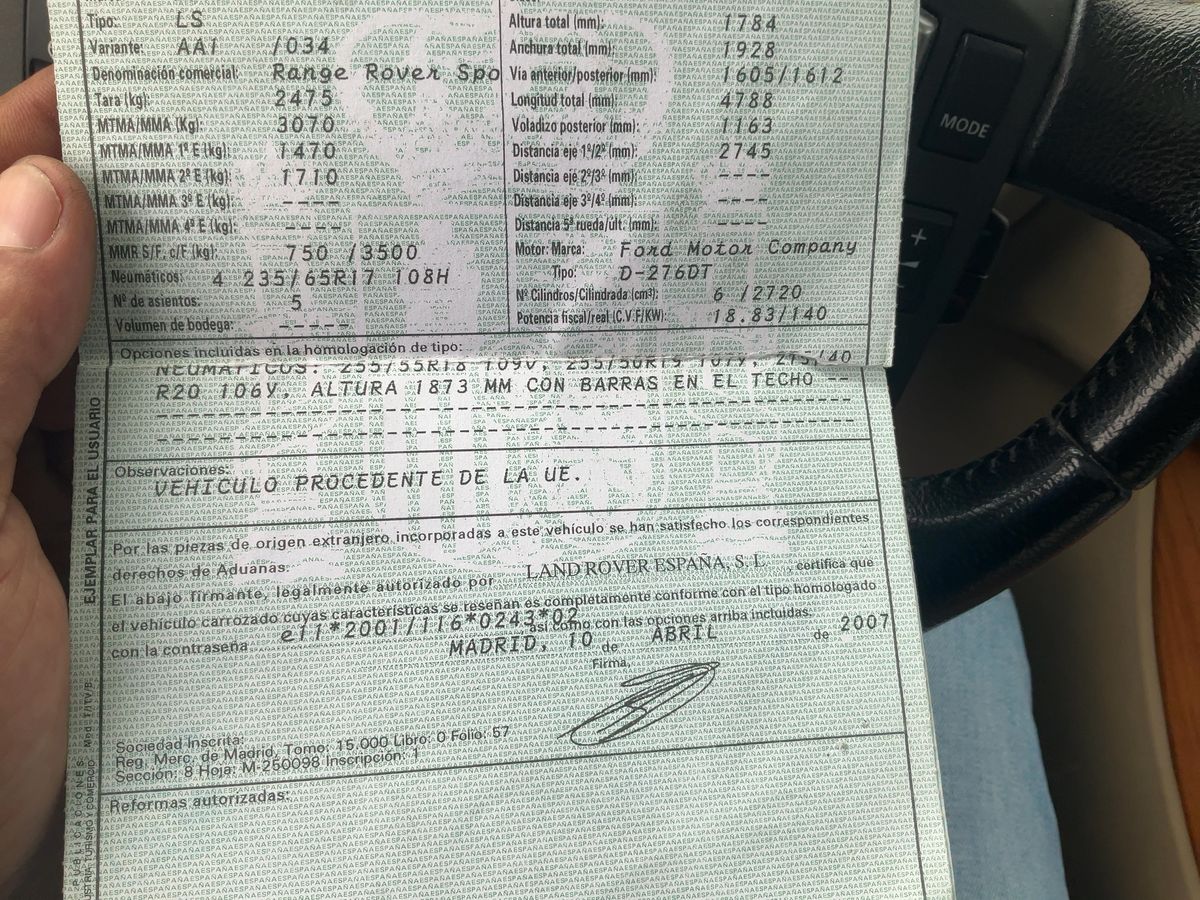 Tipo: LS
Variante: AA1 /034
Denominación comercial: Range Rover Spo
Tara (kg): 2475
MTMA/MMA (Kg): 3070
MTMA/MMA 1º E (kg): 1470
MTMA/MMA 2º E (kg): 1710
MTMA/MMA 3º E (kg): ----
MTMA/MMA 4º E (kg): ----
MMR S/F. c/F (kg): 750 /3500
Neumáticos: 4 235/65R17 108H
Nº de asientos: 5
Volumen de bodega: -----
Altura total (mm): 1784
Anchura total (mm): 1928
Via anterior/posterior (mm): 1605/1612
Longitud total (mm): 4788
Voladizo posterior (mm): 1163
Distancia eje 1º/2º (mm): 2745
Distancia eje 2º/3º (mm): ----
Distancia eje 3º/4º (mm): ----
Distancia 5ª rueda/ult. (mm): ----
Motor: Marca: Ford Motor Company
Tipo: D-276DT
Nº Cilindros/Cilindrada (cm³): 6 /2720
Potencia fiscal/real (C.V.F/KW): 18.83/140
Opciones incluidas en la homologación de tipo:
NEUMATICOS: 255/55R18 109V, 255/50R19 107Y, 275/40
R20 106Y, ALTURA 1873 MM CON BARRAS EN EL TECHO --
Observaciones:
VEHICULO PROCEDENTE DE LA UE.
Por las piezas de origen extranjero incorporadas a este vehículo se han satisfecho los correspondientes
derechos de Aduanas.
El abajo firmante, legalmente autorizado por LAND ROVER ESPAÑA, S. L. , certifica que
el vehículo carrozado cuyas características se reseñan es completamente conforme con el tipo homologado
con la contraseña e11*2001/116*0243*02 así como con las opciones arriba incluidas.
MADRID, 10 de ABRIL de 2007
Firma,
Sociedad Inscrita:
Reg. Merc. de Madrid, Tomo: 15.000 Libro: 0 Folio: 57
Sección: 8 Hoja: M-250098 Inscripción: 1
Reformas autorizadas:
EJEMPLAR PARA EL USUARIO
MODE
+